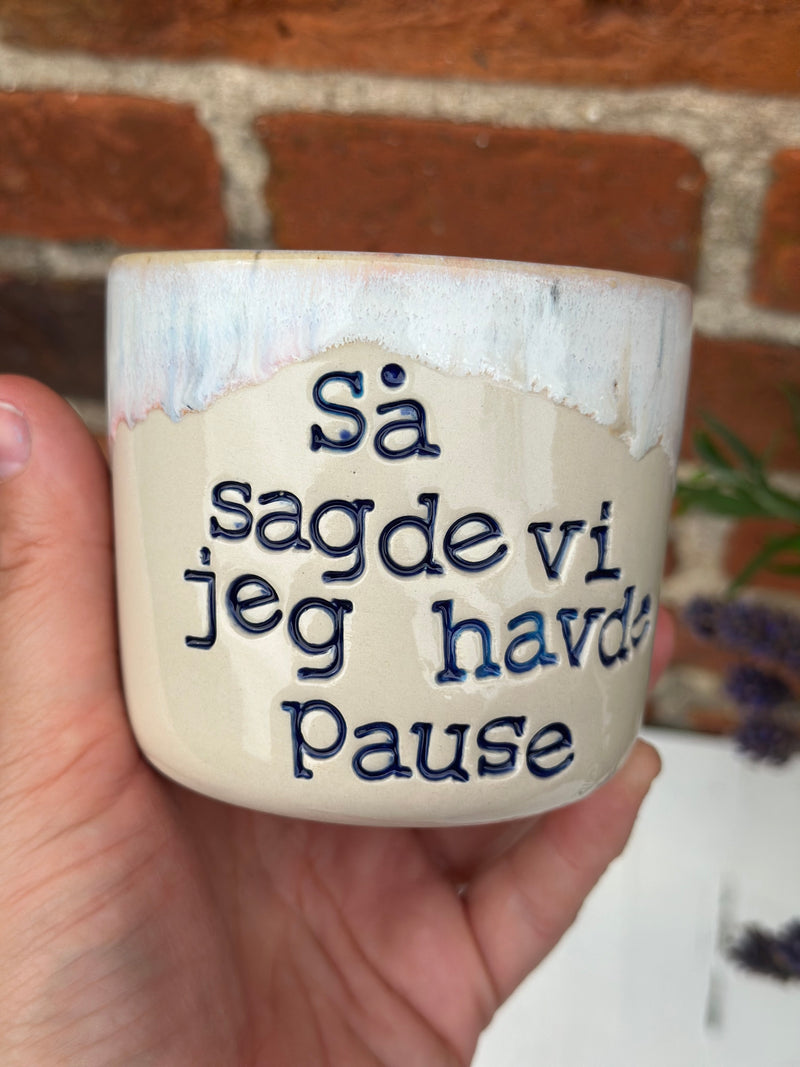 Så
sagde vi
jeg havde
pause